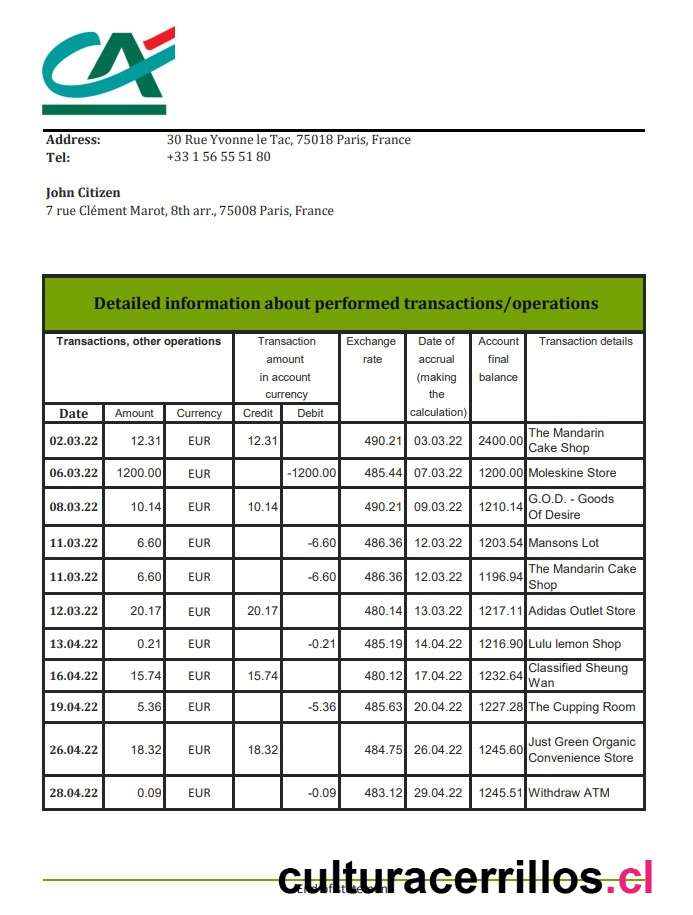 CA
Address: 30 Rue Yvonne le Tac, 75018 Paris, France
Tel: +33 1 56 55 51 80
John Citizen
7 rue Clément Marot, 8th arr., 75008 Paris, France
Detailed information about performed transactions/operations
Transactions, other operations Transaction amount in account currency Exchange rate Date of accrual (making the calculation) Account final balance Transaction details
Date Amount Currency Credit Debit
02.03.22 12.31 EUR 12.31 490.21 03.03.22 2400.00 The Mandarin Cake Shop
06.03.22 1200.00 EUR -1200.00 485.44 07.03.22 1200.00 Moleskine Store
08.03.22 10.14 EUR 10.14 490.21 09.03.22 1210.14 G.O.D. - Goods Of Desire
11.03.22 6.60 EUR -6.60 486.36 12.03.22 1203.54 Mansons Lot
11.03.22 6.60 EUR -6.60 486.36 12.03.22 1196.94 The Mandarin Cake Shop
12.03.22 20.17 EUR 20.17 480.14 13.03.22 1217.11 Adidas Outlet Store
13.04.22 0.21 EUR -0.21 485.19 14.04.22 1216.90 Lulu lemon Shop
16.04.22 15.74 EUR 15.74 480.12 17.04.22 1232.64 Classified Sheung Wan
19.04.22 5.36 EUR -5.36 485.63 20.04.22 1227.28 The Cupping Room
26.04.22 18.32 EUR 18.32 484.75 26.04.22 1245.60 Just Green Organic Convenience Store
28.04.22 0.09 EUR -0.09 483.12 29.04.22 1245.51 Withdraw ATM
culturacerrillos.cl